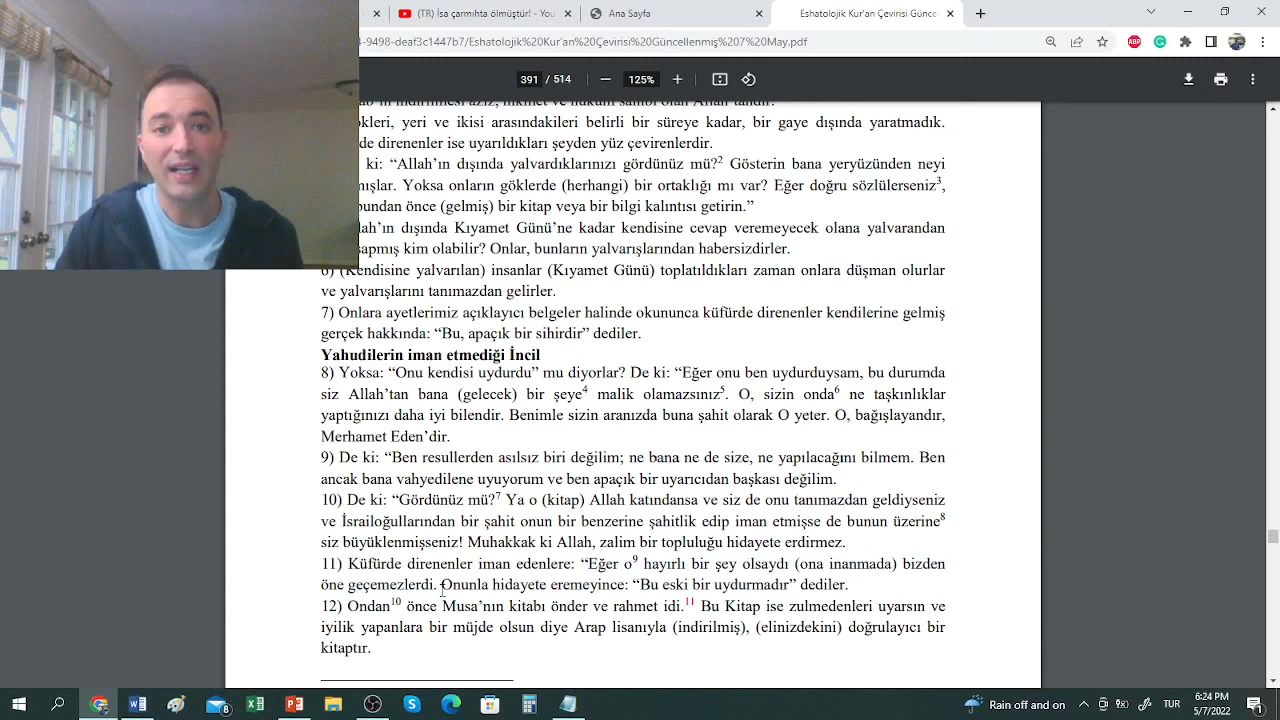 (TR) İsa çarmıhta ölmüştür! - You
Ana Sayfa
Eshatolojik Kur'an Çevirisi Günce
-9498-deaf3c1447b7/Eshatolojik%20Kur'an%20Çevirisi%20Güncellenmiş%207%20May.pdf
391 / 514
125%
indirilmesi aziz, hikmet ve hüküm sahibi olan Allah'tandır.
yeri ve ikisi arasındakileri belirli bir süreye kadar, bir gaye dışında yaratmadık.
direnenler ise uyarıldıkları şeyden yüz çevirenlerdir.
ki: “Allah’ın dışında yalvardıklarınızı gördünüz mü?2 Gösterin bana yeryüzünden neyi
Yoksa onların göklerde (herhangi) bir ortaklığı mı var? Eğer doğru sözlülerseniz3,
önce (gelmiş) bir kitap veya bir bilgi kalıntısı getirin.”
dışında Kıyamet Günü’ne kadar kendisine cevap veremeyecek olana yalvarandan
sapmış kim olabilir? Onlar, bunların yalvarışlarından habersizdirler.
6) (Kendisine yalvarılan) insanlar (Kıyamet Günü) toplatıldıkları zaman onlara düşman olurlar
ve yalvarışlarını tanımazdan gelirler.
7) Onlara ayetlerimiz açıklayıcı belgeler halinde okununca küfürde direnenler kendilerine gelmiş
gerçek hakkında: “Bu, apaçık bir sihirdir” dediler.
Yahudilerin iman etmediği İncil
8) Yoksa: “Onu kendisi uydurdu” mu diyorlar? De ki: “Eğer onu ben uydurduysam, bu durumda
siz Allah’tan bana (gelecek) bir şeye4 malik olamazsınız5. O, sizin onda6 ne taşkınlıklar
yaptığınızı daha iyi bilendir. Benimle sizin aranızda buna şahit olarak O yeter. O, bağışlayandır,
Merhamet Eden’dir.
9) De ki: “Ben resullerden asılsız biri değilim; ne bana ne de size, ne yapılacağını bilmem. Ben
ancak bana vahyedilene uyuyorum ve ben apaçık bir uyarıcıdan başkası değilim.
10) De ki: “Gördünüz mü?7 Ya o (kitap) Allah katındansa ve siz de onu tanımazdan geldiyseniz
ve İsrailoğullarından bir şahit onun bir benzerine şahitlik edip iman etmişse de bunun üzerine8
siz büyüklenmişseniz! Muhakkak ki Allah, zalim bir topluluğu hidayete erdirmez.
11) Küfürde direnenler iman edenlere: “Eğer o9 hayırlı bir şey olsaydı (ona inanmada) bizden
öne geçemezlerdi. Onunla hidayete eremeyince: “Bu eski bir uydurmadır” dediler.
12) Ondan10 önce Musa’nın kitabı önder ve rahmet idi.11 Bu Kitap ise zulmedenleri uyarsın ve
iyilik yapanlara bir müjde olsun diye Arap lisanıyla (indirilmiş), (elinizdekini) doğrulayıcı bir
kitaptır.
Rain off and on
TUR
6:24 PM
5/7/2022